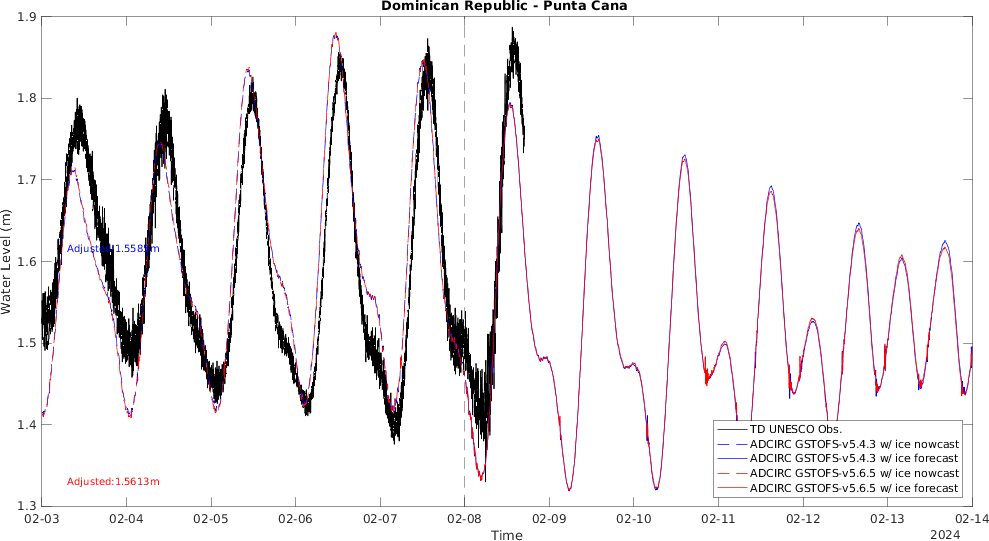 Dominican Republic - Punta Cana
1.9
1.8
1.7
1.6
1.5
1.4
1.3
Water Level (m)
Adjusted:1.5585m
Adjusted:1.5613m
TD UNESCO Obs.
ADCIRC GSTOFS-v5.4.3 w/ ice nowcast
ADCIRC GSTOFS-v5.4.3 w/ ice forecast
ADCIRC GSTOFS-v5.6.5 w/ ice nowcast
ADCIRC GSTOFS-v5.6.5 w/ ice forecast
02-03 02-04 02-05 02-06 02-07 02-08 02-09 02-10 02-11 02-12 02-13 02-14
Time
2024